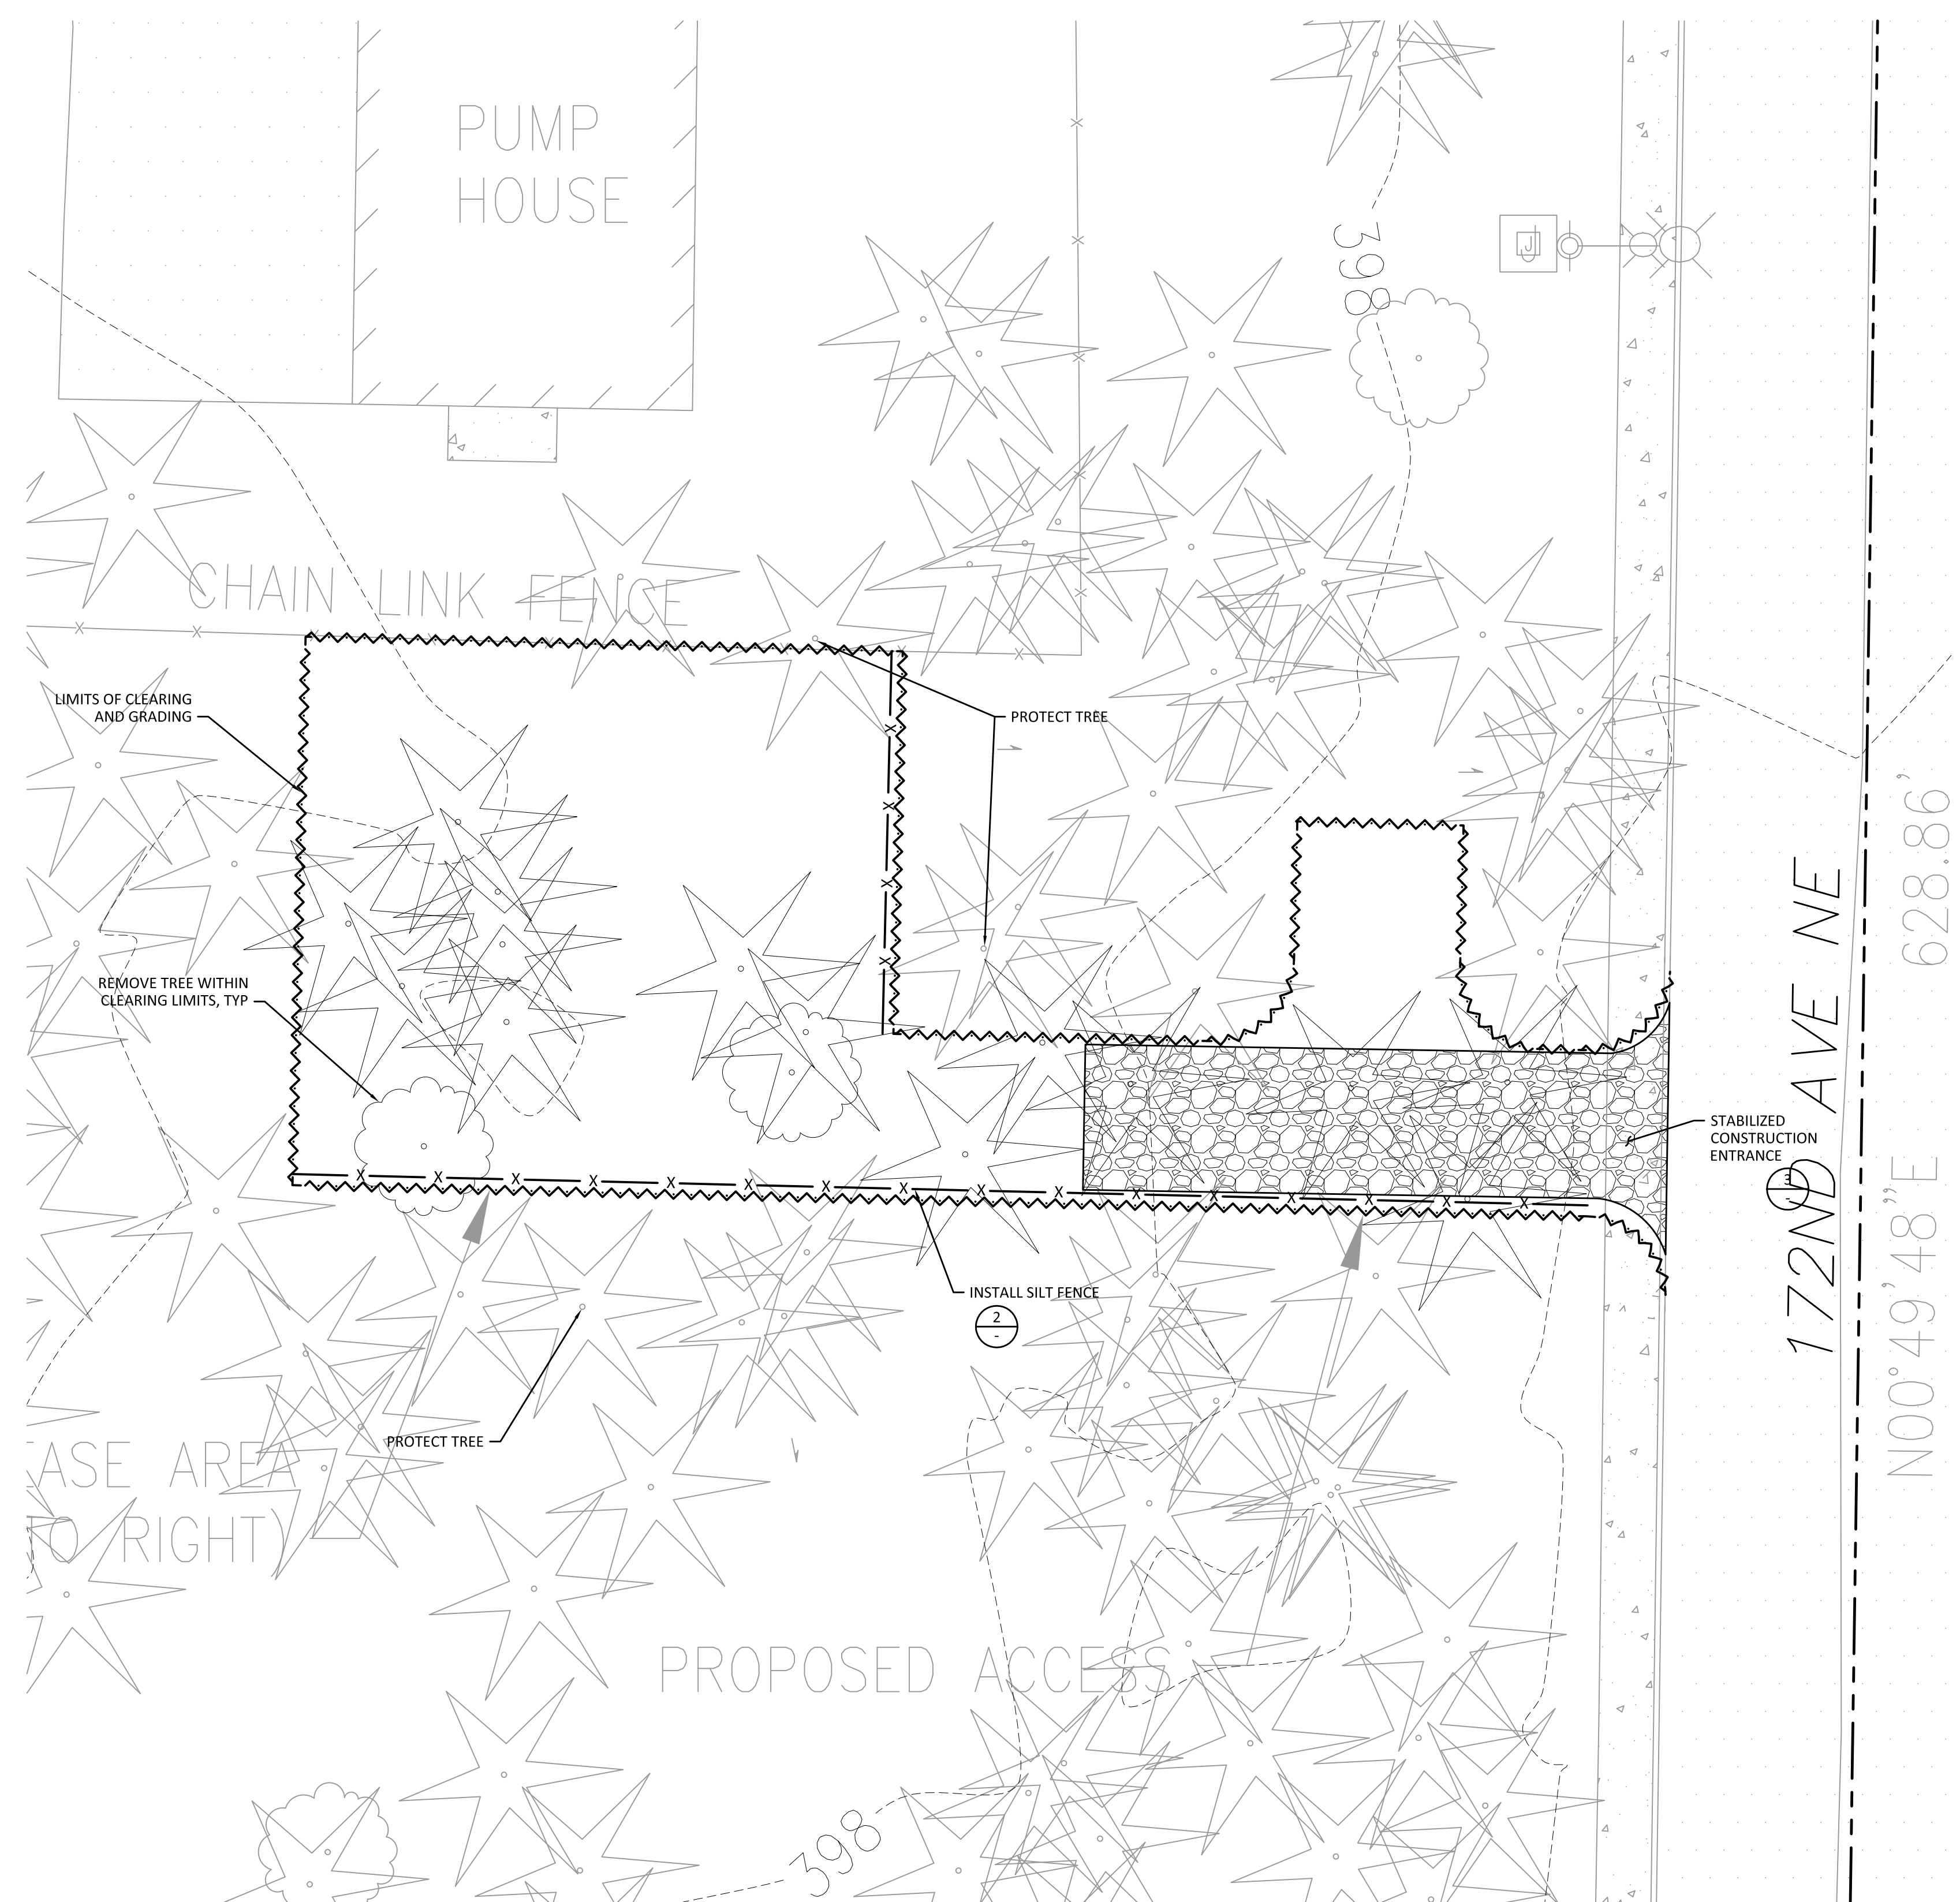 PUMP
HOUSE
398
J
CHAIN LINK FENCE
LIMITS OF CLEARING
AND GRADING
PROTECT TREE
REMOVE TREE WITHIN
CLEARING LIMITS, TYP
STABILIZED
CONSTRUCTION
ENTRANCE
3
-
172ND AVE NE
N00°49'48"E
628.86'
INSTALL SILT FENCE
2
-
PROTECT TREE
EASE AREA
TO RIGHT)
PROPOSED ACCESS
398